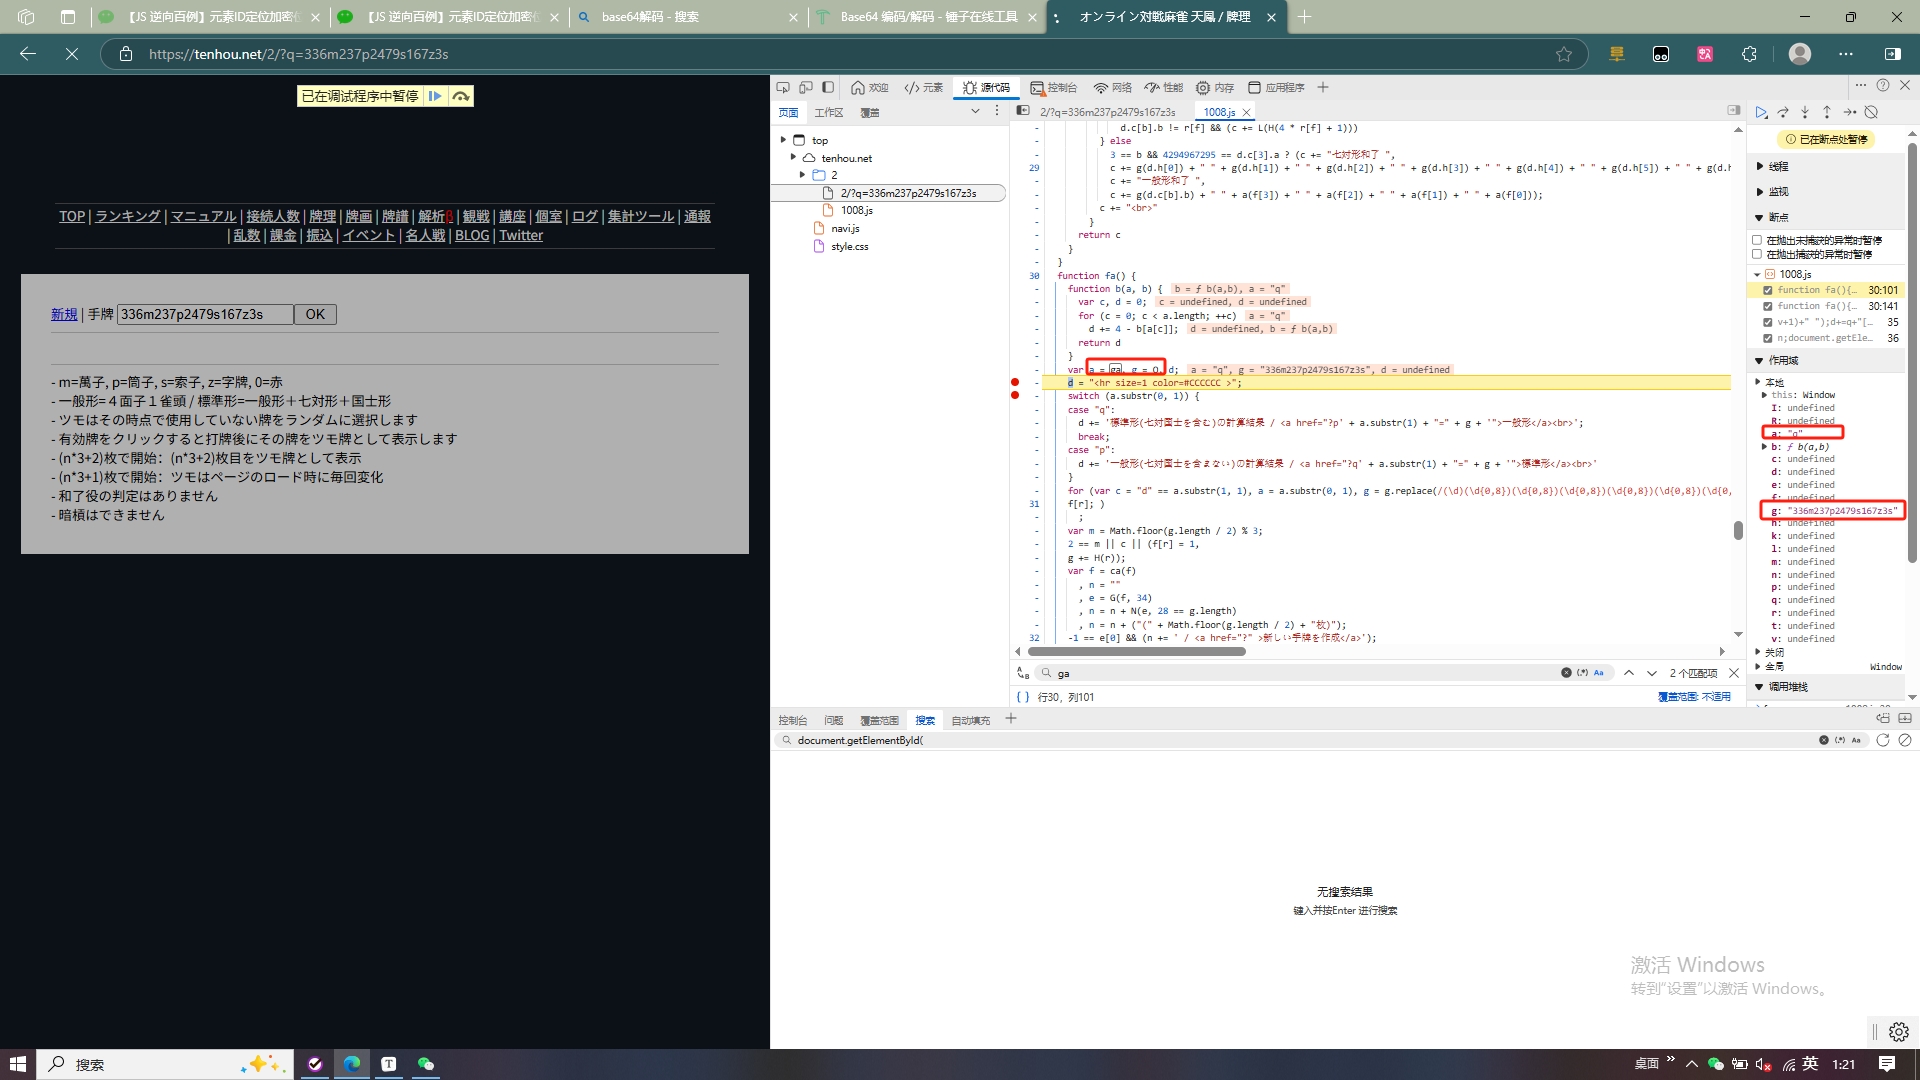 【JS 逆向百例】元素ID定位加密位
【JS 逆向百例】元素ID定位加密位
base64解码 - 搜索
Base64 编码/解码 - 锤子在线工具
オンライン対戦麻雀 天鳳 / 牌理
https://tenhou.net/2/?q=336m237p2479s167z3s
已在调试程序中暂停
TOP | ランキング | マニュアル | 接続人数 | 牌理 | 牌画 | 牌譜 | 解析β | 観戦 | 講座 | 個室 | ログ | 集計ツール | 通報
| 乱数 | 課金 | 振込 | イベント | 名人戦 | BLOG | Twitter
新規 | 手牌 336m237p2479s167z3s OK
- m=萬子, p=筒子, s=索子, z=字牌, 0=赤
- 一般形=４面子１雀頭 / 標準形=一般形＋七対形＋国士形
- ツモはその時点で使用していない牌をランダムに選択します
- 有効牌をクリックすると打牌後にその牌をツモ牌として表示します
- (n*3+2)枚で開始：(n*3+2)枚目をツモ牌として表示
- (n*3+1)枚で開始：ツモはページのロード時に毎回変化
- 和了役の判定はありません
- 暗槓はできません
欢迎 元素 源代码 控制台 网络 性能 内存 应用程序
页面 工作区 覆盖
top
tenhou.net
2
2/?q=336m237p2479s167z3s
1008.js
navi.js
style.css
2/?q=336m237p2479s167z3s 1008.js
d.c[b].b != r[f] && (c += L(H(4 * r[f] + 1)))
} else
3 == b && 4294967295 == d.c[3].a ? (c += "七対形和了 ",
29 c += g(d.h[0]) + " " + g(d.h[1]) + " " + g(d.h[2]) + " " + g(d.h[3]) + " " + g(d.h[4]) + " " + g(d.h[5]) + " " + g(d.h
c += "一般形和了 ",
c += g(d.c[b].b) + " " + a(f[3]) + " " + a(f[2]) + " " + a(f[1]) + " " + a(f[0]));
c += "<br>"
}
return c
}
}
30 function fa() {
function b(a, b) { b = ƒ b(a,b), a = "q"
var c, d = 0; c = undefined, d = undefined
for (c = 0; c < a.length; ++c) a = "q"
d += 4 - b[a[c]]; d = undefined, b = ƒ b(a,b)
return d
}
var a = ga, g = O, d; a = "q", g = "336m237p2479s167z3s", d = undefined
d = "<hr size=1 color=#CCCCCC >";
switch (a.substr(0, 1)) {
case "q":
d += '標準形(七対国士を含む)の計算結果 / <a href="?p' + a.substr(1) + "=" + g + '">一般形</a><br>';
break;
case "p":
d += '一般形(七対国士を含まない)の計算結果 / <a href="?q' + a.substr(1) + "=" + g + '">標準形</a><br>'
}
for (var c = "d" == a.substr(1, 1), a = a.substr(0, 1), g = g.replace(/(\d)(\d{0,8})(\d{0,8})(\d{0,8})(\d{0,8})(\d{0,8})(\d{0,
31 f[r]; )
;
var m = Math.floor(g.length / 2) % 3;
2 == m || c || (f[r] = 1,
g += H(r));
var f = ca(f)
, n = ""
, e = G(f, 34)
, n = n + N(e, 28 == g.length)
, n = n + ("(" + Math.floor(g.length / 2) + "枚)");
32 -1 == e[0] && (n += ' / <a href="?" >新しい手牌を作成</a>');
ga
2 个匹配项
{ } 行30，列101
覆盖范围: 不适用
已在断点处暂停
线程
监视
断点
在抛出未捕获的异常时暂停
在抛出捕获的异常时暂停
1008.js
function fa(){… 30:101
function fa(){… 30:141
v+1)+" ");d+=q+"[… 35
n;document.getEle… 36
作用域
本地
this: Window
I: undefined
R: undefined
a: "q"
b: ƒ b(a,b)
c: undefined
d: undefined
e: undefined
f: undefined
g: "336m237p2479s167z3s"
h: undefined
k: undefined
l: undefined
m: undefined
n: undefined
p: undefined
q: undefined
r: undefined
t: undefined
v: undefined
关闭
全局 Window
调用堆栈
控制台 问题 覆盖范围 搜索 自动填充
document.getElementById(
无搜索结果
键入并按Enter 进行搜索
激活 Windows
转到“设置”以激活 Windows。
搜索
桌面 英 1:21